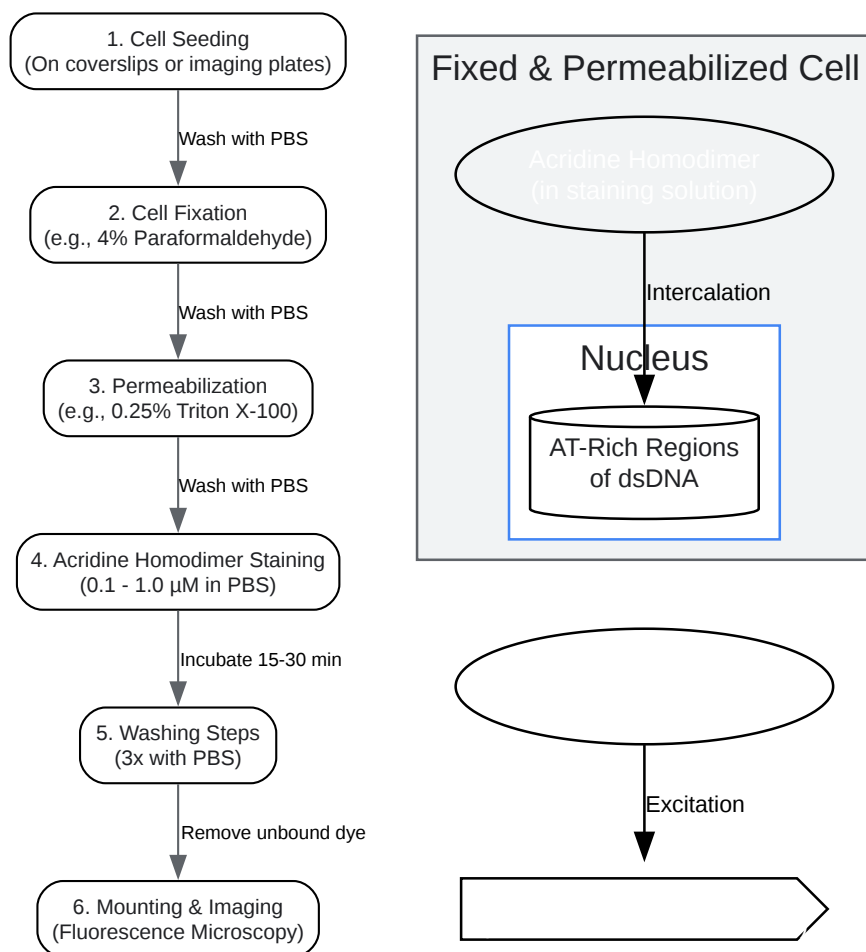 1. Cell Seeding
(On coverslips or imaging plates)
Wash with PBS
2. Cell Fixation
(e.g., 4% Paraformaldehyde)
Wash with PBS
3. Permeabilization
(e.g., 0.25% Triton X-100)
Wash with PBS
4. Acridine Homodimer Staining
(0.1 - 1.0 µM in PBS)
Incubate 15-30 min
5. Washing Steps
(3x with PBS)
Remove unbound dye
6. Mounting & Imaging
(Fluorescence Microscopy)
Fixed & Permeabilized Cell
Acridine Homodimer
(in staining solution)
Intercalation
Nucleus
AT-Rich Regions
of dsDNA
Excitation